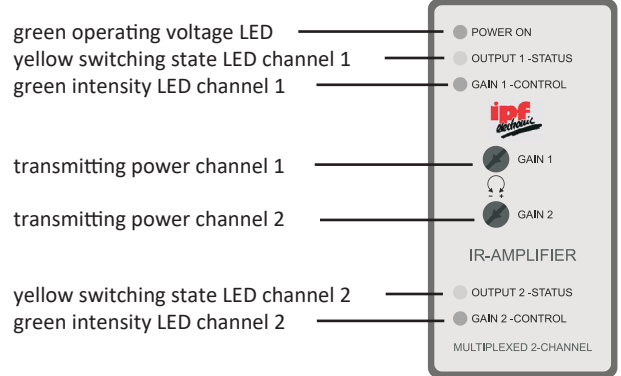 green operating voltage LED
POWER ON
yellow switching state LED channel 1
OUTPUT 1 -STATUS
green intensity LED channel 1
GAIN 1 -CONTROL
ipf
electronic
transmitting power channel 1
GAIN 1
- +
transmitting power channel 2
GAIN 2
IR-AMPLIFIER
yellow switching state LED channel 2
OUTPUT 2 -STATUS
green intensity LED channel 2
GAIN 2 -CONTROL
MULTIPLEXED 2-CHANNEL